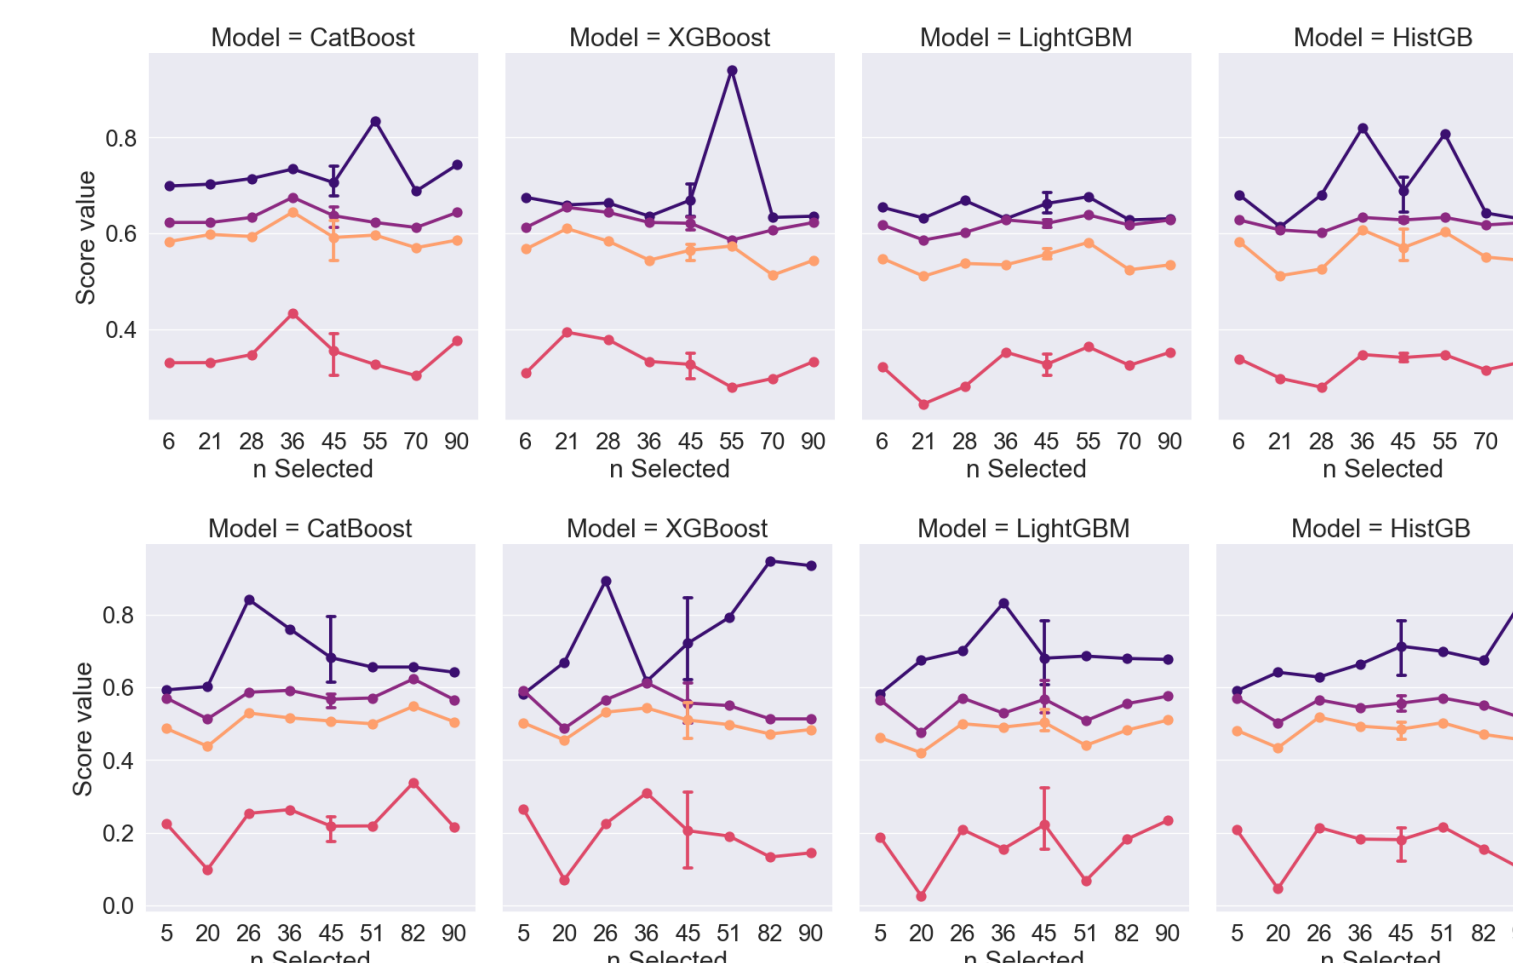 Model = CatBoost
Model = XGBoost
Model = LightGBM
Model = HistGB
Score value
0.8
0.6
0.4
6 21 28 36 45 55 70 90
6 21 28 36 45 55 70 90
6 21 28 36 45 55 70 90
6 21 28 36 45 55 70
n Selected
n Selected
n Selected
n Selected
Model = CatBoost
Model = XGBoost
Model = LightGBM
Model = HistGB
Score value
0.8
0.6
0.4
0.2
0.0
5 20 26 36 45 51 82 90
5 20 26 36 45 51 82 90
5 20 26 36 45 51 82 90
5 20 26 36 45 51 82
n Selected
n Selected
n Selected
n Selected